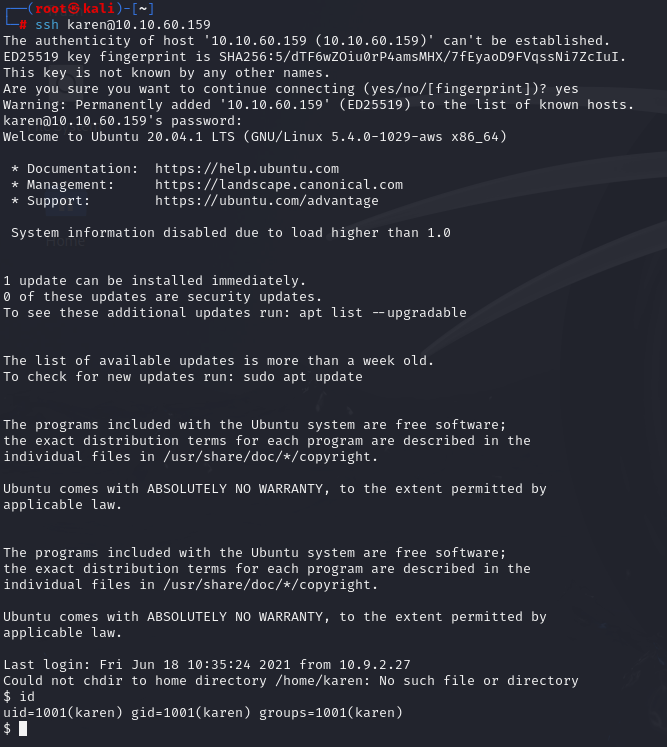 ┌──(root㉿kali)-[~]
└─# ssh karen@10.10.60.159
The authenticity of host '10.10.60.159 (10.10.60.159)' can't be established.
ED25519 key fingerprint is SHA256:5/dTF6wZOiu0rP4amsMHX/7fEyaoD9FVqssNi7ZcIuI.
This key is not known by any other names.
Are you sure you want to continue connecting (yes/no/[fingerprint])? yes
Warning: Permanently added '10.10.60.159' (ED25519) to the list of known hosts.
karen@10.10.60.159's password:
Welcome to Ubuntu 20.04.1 LTS (GNU/Linux 5.4.0-1029-aws x86_64)
* Documentation:  https://help.ubuntu.com
* Management:     https://landscape.canonical.com
* Support:        https://ubuntu.com/advantage
System information disabled due to load higher than 1.0
Home
1 update can be installed immediately.
0 of these updates are security updates.
To see these additional updates run: apt list --upgradable
The list of available updates is more than a week old.
To check for new updates run: sudo apt update
The programs included with the Ubuntu system are free software;
the exact distribution terms for each program are described in the
individual files in /usr/share/doc/*/copyright.
Ubuntu comes with ABSOLUTELY NO WARRANTY, to the extent permitted by
applicable law.
The programs included with the Ubuntu system are free software;
the exact distribution terms for each program are described in the
individual files in /usr/share/doc/*/copyright.
Ubuntu comes with ABSOLUTELY NO WARRANTY, to the extent permitted by
applicable law.
Last login: Fri Jun 18 10:35:24 2021 from 10.9.2.27
Could not chdir to home directory /home/karen: No such file or directory
$ id
uid=1001(karen) gid=1001(karen) groups=1001(karen)
$